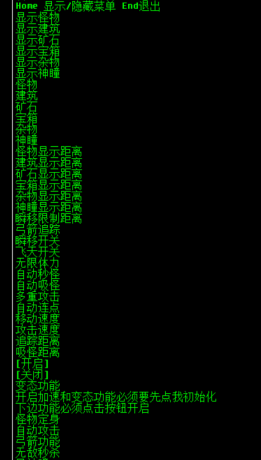 Home 显示/隐藏菜单 End退出
显示怪物
显示建筑
显示矿石
显示宝箱
显示杂物
显示神瞳
怪物
建筑
矿石
宝箱
杂物
神瞳
怪物显示距离
建筑显示距离
矿石显示距离
宝箱显示距离
杂物显示距离
神瞳显示距离
瞬移限制距离
弓箭追踪
瞬移开关
飞天开关
无限体力
自动秒怪
自动吸怪
多重攻击
自动连点
移动速度
攻击速度
追踪距离
吸怪距离
[开启]
[关闭]
变态功能
开启加速和变态功能必须要先点我初始化
下边功能必须点击按钮开启
怪物定身
自动攻击
弓箭功能
无敌秒杀